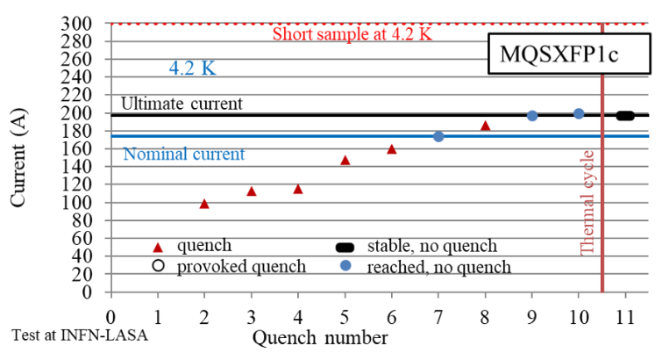 300
280
260
240
220
200
180
160
140
120
100
80
60
40
20
0
Current (A)
Short sample at 4.2 K
MQSXFP1c
4.2 K
Ultimate current
Nominal current
Thermal cycle
quench
stable, no quench
provoked quench
reached, no quench
0 1 2 3 4 5 6 7 8 9 10 11
Test at INFN-LASA
Quench number